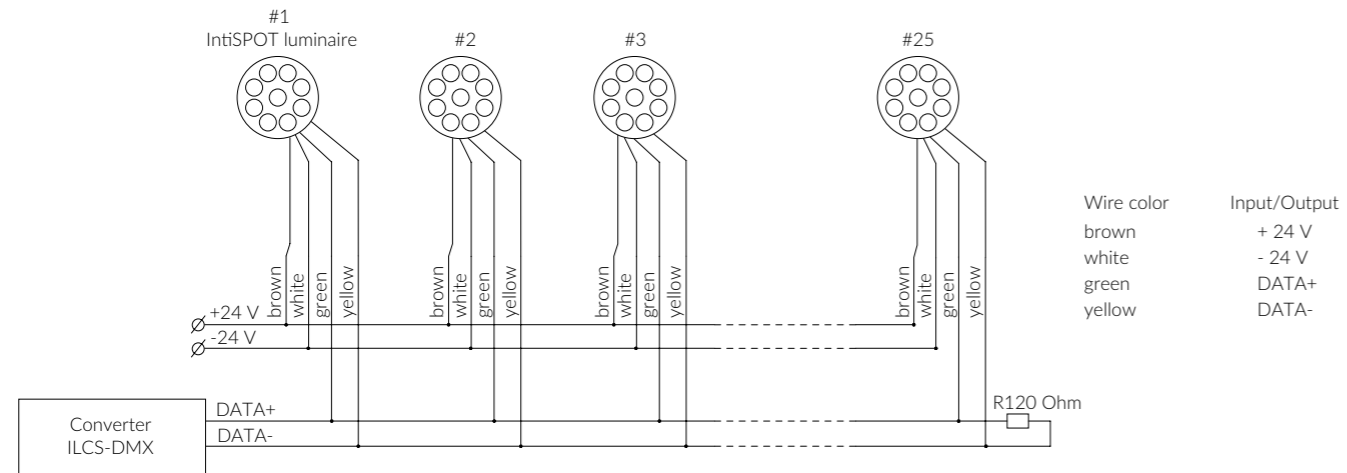 #1
IntiSPOT luminaire
#2
#3
#25
Wire color Input/Output
brown + 24 V
white - 24 V
green DATA+
yellow DATA-
brown
white
green
yellow
brown
white
green
yellow
brown
white
green
yellow
brown
white
green
yellow
+24 V
-24 V
Converter
ILCS-DMX
DATA+
DATA-
R120 Ohm